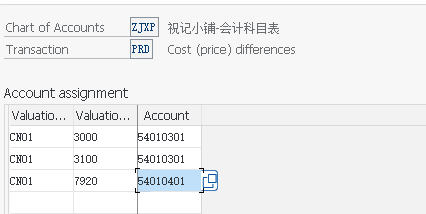 Chart of Accounts ZJXP 祝记小铺-会计科目表
Transaction PRD Cost (price) differences
Account assignment
Valuatio... Valuatio... Account
CN01 3000 54010301
CN01 3100 54010301
CN01 7920 54010401